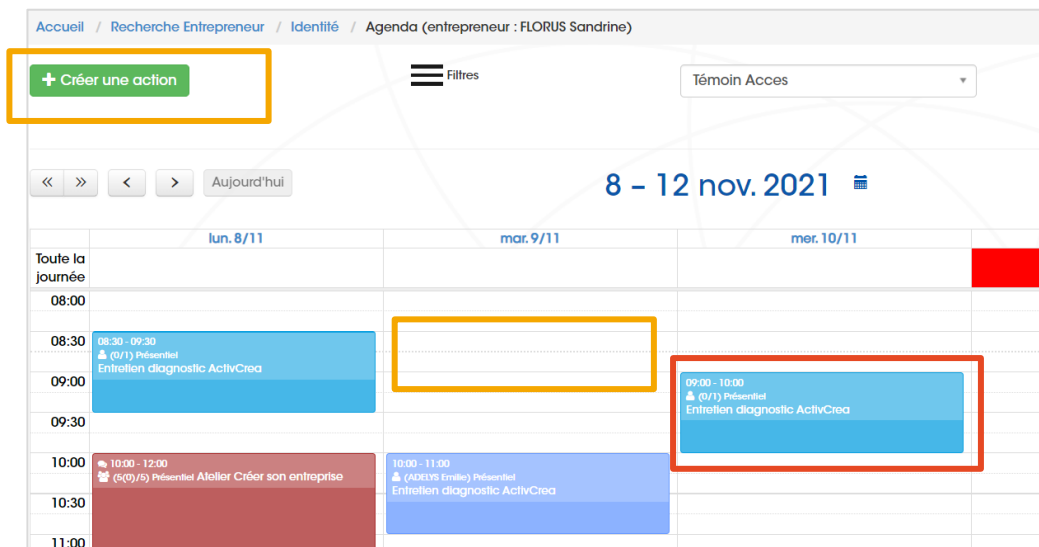 Accueil / Recherche Entrepreneur / Identité / Agenda (entrepreneur : FLORUS Sandrine)
+ Créer une action
Filtres
Témoin Acces
« » < > Aujourd'hui
8 – 12 nov. 2021
lun. 8/11 mar. 9/11 mer. 10/11
Toute la
journée
08:00
08:30
08:30 - 09:30
(0/1) Présentiel
Entretien diagnostic ActivCrea
09:00
09:00 - 10:00
(0/1) Présentiel
Entretien diagnostic ActivCrea
09:30
10:00
10:00 - 12:00
(5(0)/5) Présentiel Atelier Créer son entreprise
10:00 - 11:00
(ADELYS Emilie) Présentiel
Entretien diagnostic ActivCrea
10:30
11:00